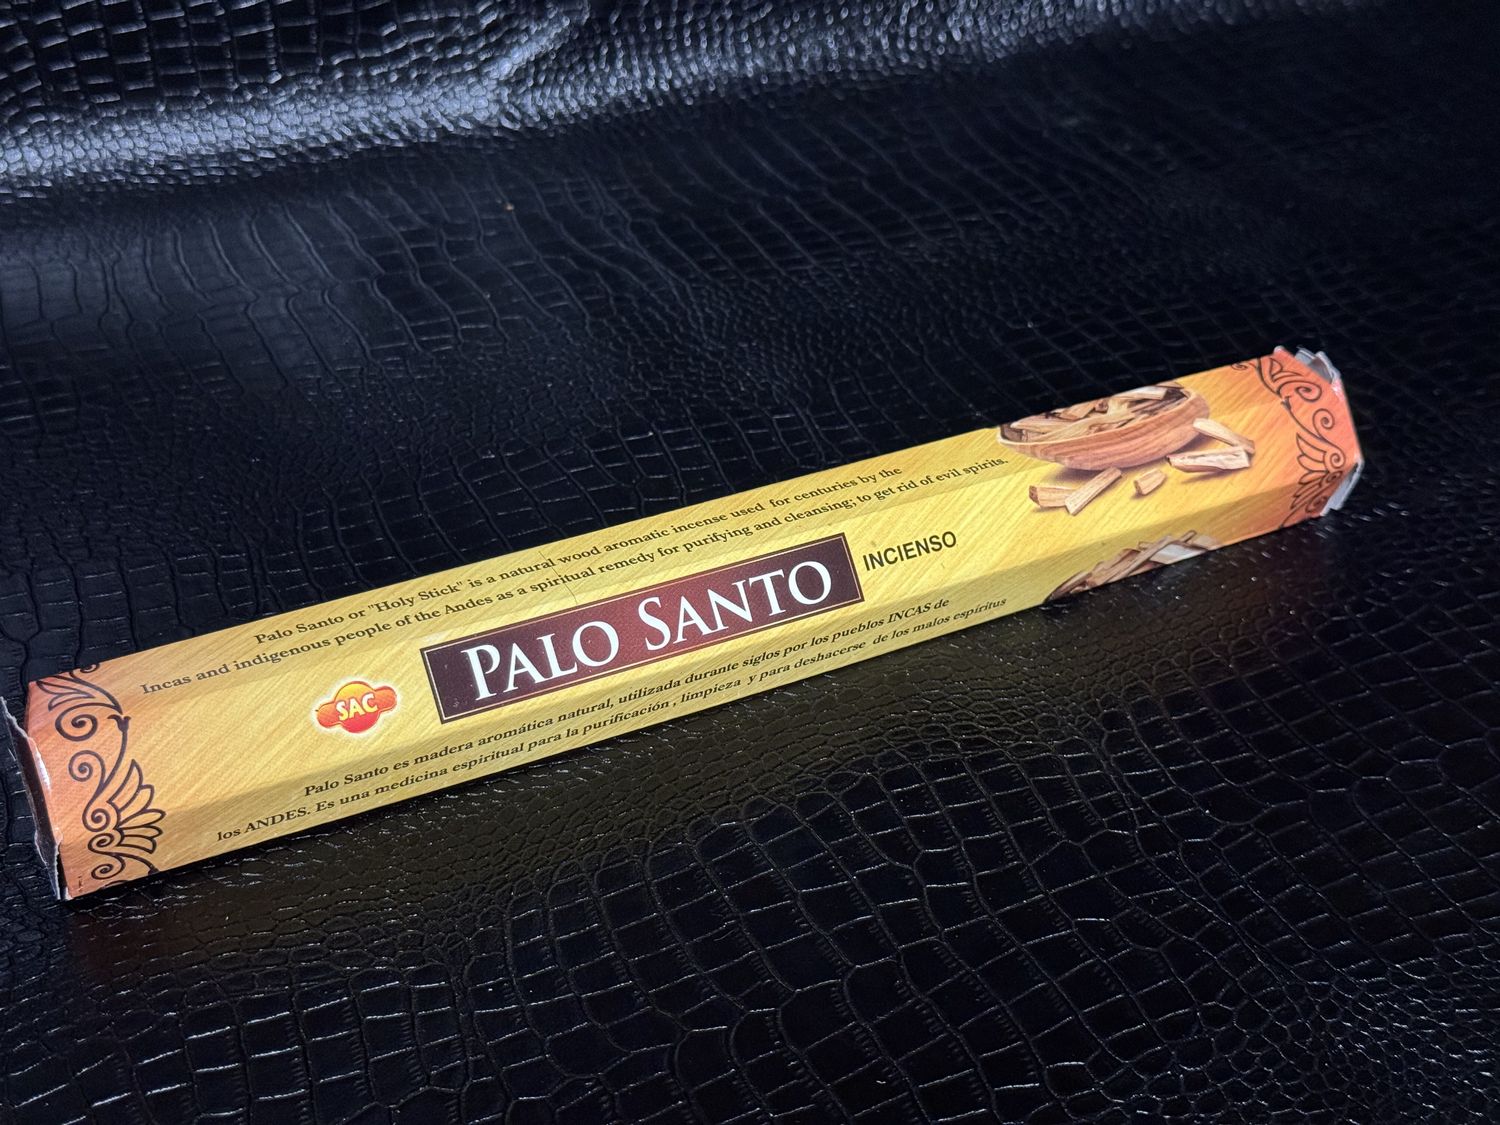 Palo Santo or "Holy Stick" is a natural wood aromatic incense used for centuries by the
Incas and indigenous people of the Andes as a spiritual remedy for purifying and cleansing; to get rid of evil spirits.
SAC
PALO SANTO
INCIENSO
Palo Santo es madera aromática natural, utilizada durante siglos por los pueblos INCAS de
los ANDES. Es una medicina espiritual para la purificación, limpieza y para deshacerse de los malos espíritus